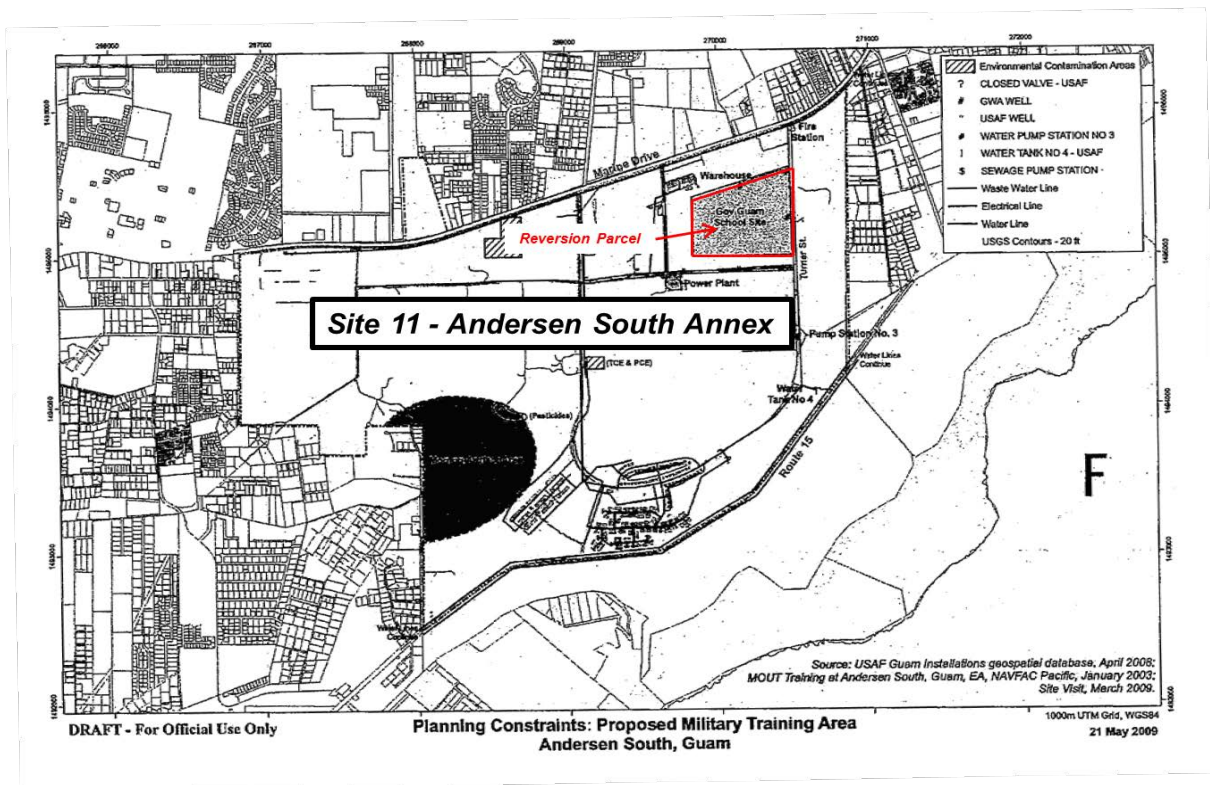 268000
269000
270000
271000
272000
Environmental Contamination Areas
? CLOSED VALVE - USAF
# GWA WELL
" USAF WELL
# WATER PUMP STATION NO 3
WATER TANK NO 4 - USAF
$ SEWAGE PUMP STATION
Waste Water Line
Electrical Line
Water Line
USGS Contours - 20 ft
Fire
Station
Marine Drive
Warehouse
Gov Guam
School Site
Reversion Parcel
Turner St.
Power Plant
Site 11 - Andersen South Annex
Pump Station No. 3
(TCE & PCE)
Water Lines
Continue
Water
Tank No 4
(Pesticides)
Route 15
F
Continue
Source: USAF Guam Installations geospatial database, April 2008;
MOUT Training at Andersen South, Guam, EA, NAVFAC Pacific, January 2003;
Site Visit, March 2009.
1000m UTM Grid, WGS84
21 May 2009
DRAFT - For Official Use Only
Planning Constraints: Proposed Military Training Area
Andersen South, Guam